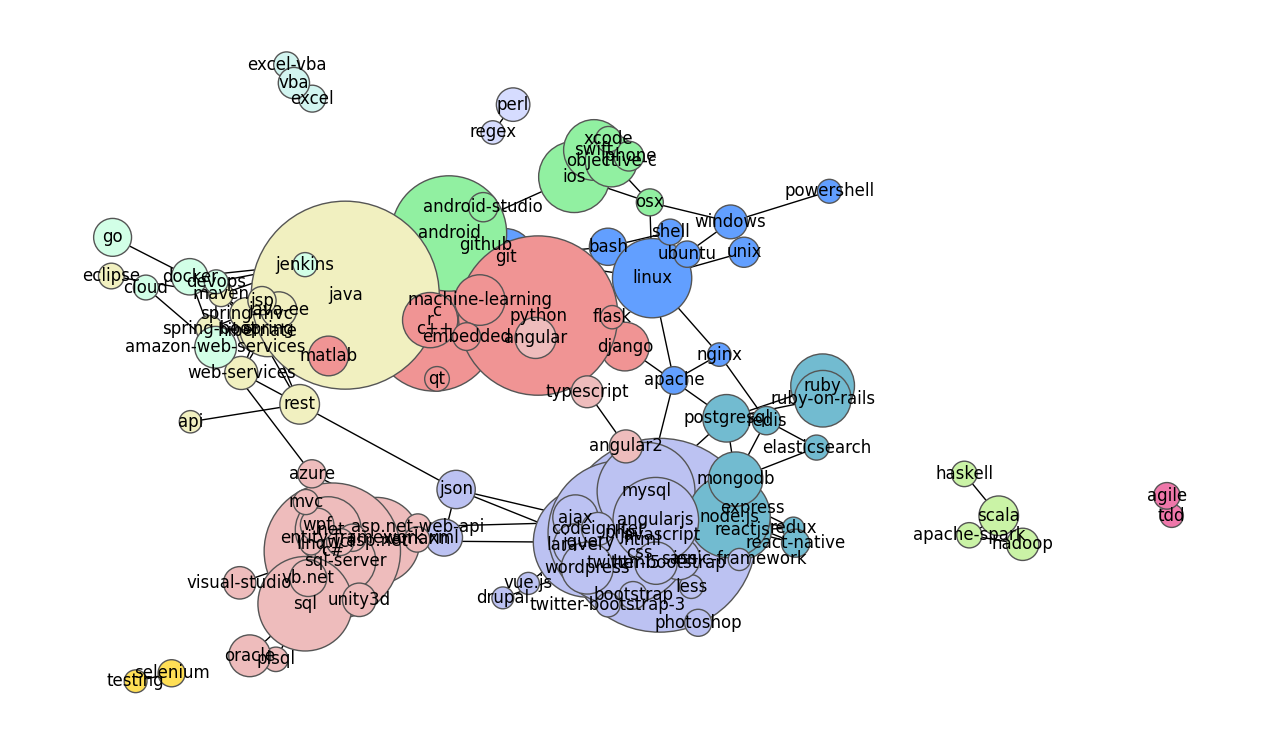 excel-vba
vba
excel
perl
regex
xcode
swift
iphone
objective-c
ios
powershell
osx
android-studio
windows
android
shell
go
github
bash
unix
ubuntu
git
jenkins
eclipse
docker
linux
devops
cloud
maven
java
jsp
machine-learning
java-ee
c
spring-mvc
python
flask
r
spring-boot
spring
c++
hibernate
embedded
angular
amazon-web-services
django
matlab
nginx
web-services
qt
apache
ruby
typescript
ruby-on-rails
rest
postgresql
redis
api
angular2
elasticsearch
azure
haskell
mongodb
json
mysql
agile
mvc
express
scala
tdd
ajax
node.js
angularjs
wpf
asp.net-web-api
codeigniter
redux
reactjs
javascript
apache-spark
entity-framework
xml
html
jquery
react-native
hadoop
linq
asp.net
laravel
c#
css
sql-server
ionic-framework
wordpress
twitter-bootstrap
vb.net
visual-studio
vue.js
less
bootstrap
drupal
unity3d
sql
twitter-bootstrap-3
photoshop
oracle
plsql
selenium
testing